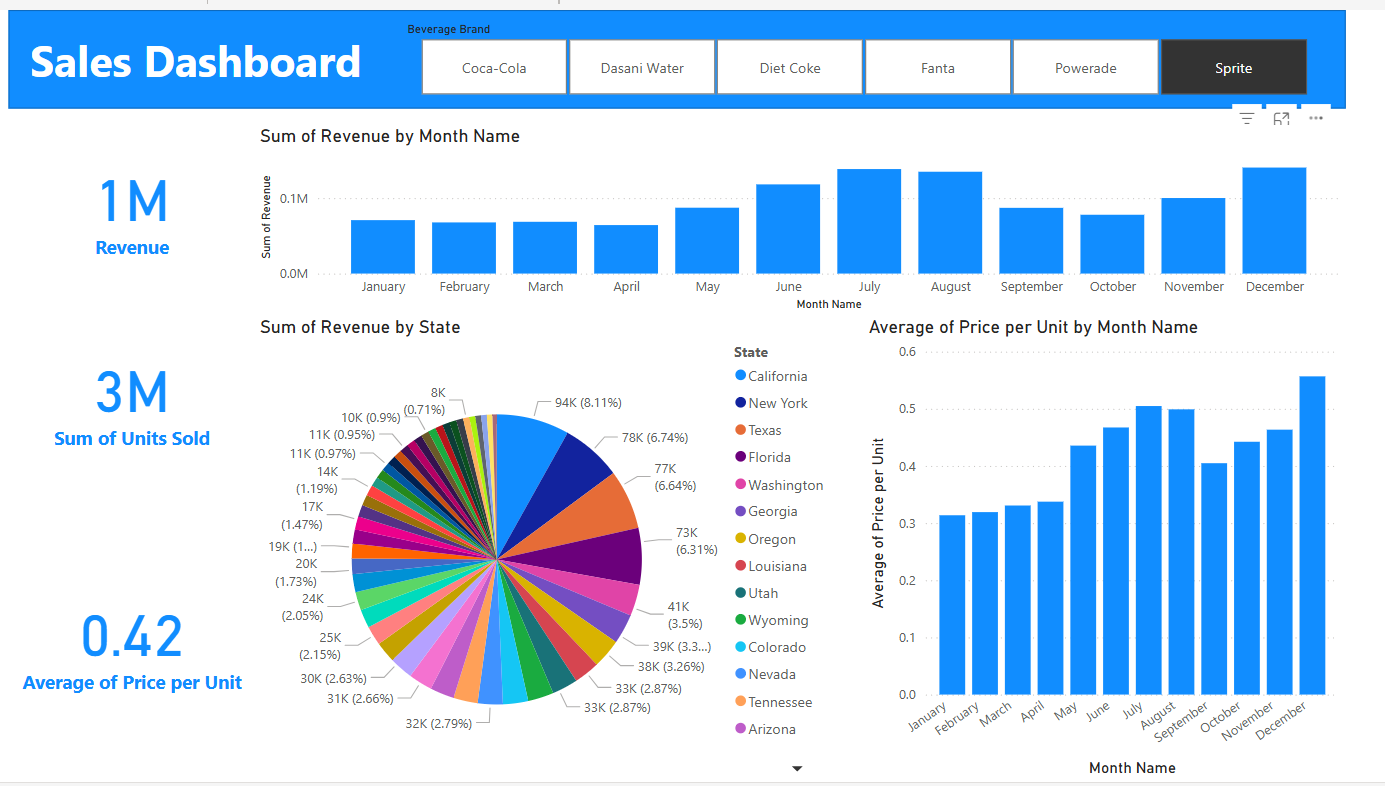 Beverage Brand
Sales Dashboard
Coca-Cola
Dasani Water
Diet Coke
Fanta
Powerade
Sprite
Sum of Revenue by Month Name
1M
Revenue
Sum of Revenue
0.1M
0.0M
January
February
March
April
May
June
July
August
September
October
November
December
Month Name
3M
Sum of Units Sold
0.42
Average of Price per Unit
Sum of Revenue by State
94K (8.11%)
78K (6.74%)
77K
(6.64%)
73K
(6.31%)
41K
(3.5%)
39K (3.3...)
38K (3.26%)
33K (2.87%)
33K (2.87%)
32K (2.79%)
31K (2.66%)
30K (2.63%)
25K
(2.15%)
24K
(2.05%)
20K
(1.73%)
19K (1...)
17K
(1.47%)
14K
(1.19%)
11K (0.97%)
11K (0.95%)
10K (0.9%)
8K
(0.71%)
State
California
New York
Texas
Florida
Washington
Georgia
Oregon
Louisiana
Utah
Wyoming
Colorado
Nevada
Tennessee
Arizona
Average of Price per Unit by Month Name
Average of Price per Unit
0.6
0.5
0.4
0.3
0.2
0.1
0.0
January
February
March
April
May
June
July
August
September
October
November
December
Month Name